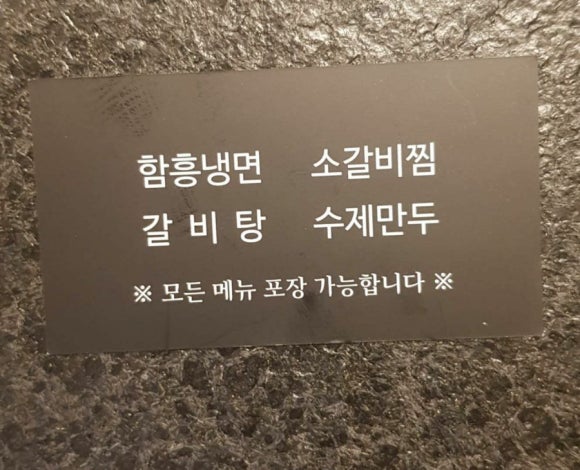 함흥냉면 소갈비찜
갈 비 탕 수제만두
※ 모든 메뉴 포장 가능합니다 ※